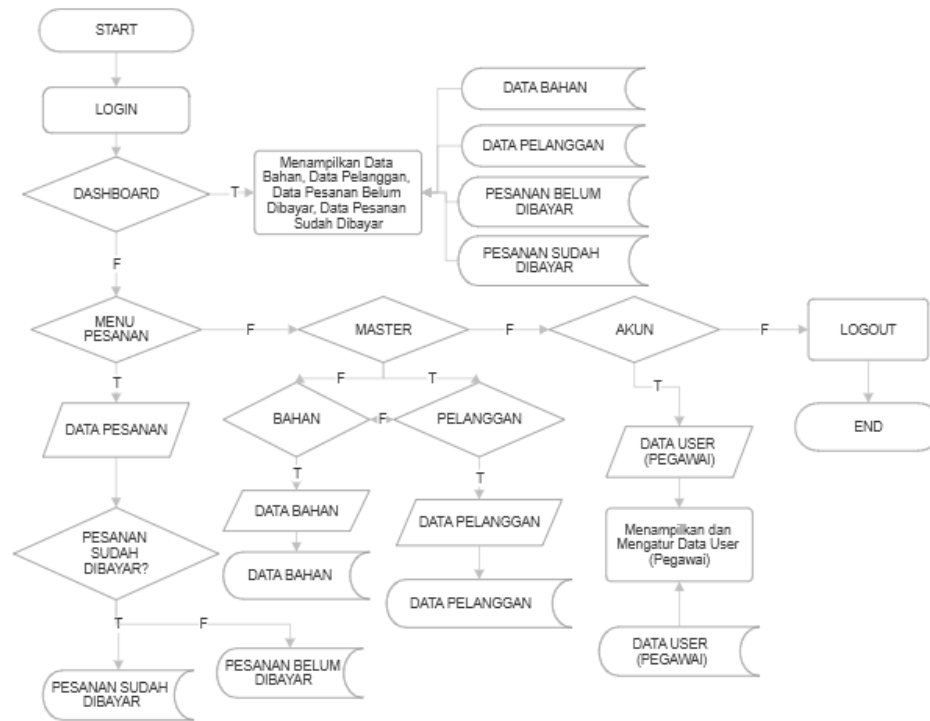 START
LOGIN
DASHBOARD
T
Menampilkan Data
Bahan, Data Pelanggan,
Data Pesanan Belum
Dibayar, Data Pesanan
Sudah Dibayar
DATA BAHAN
DATA PELANGGAN
PESANAN BELUM
DIBAYAR
PESANAN SUDAH
DIBAYAR
F
MENU
PESANAN
F
MASTER
F
AKUN
F
LOGOUT
END
T
DATA PESANAN
PESANAN
SUDAH
DIBAYAR?
T
F
PESANAN SUDAH
DIBAYAR
PESANAN BELUM
DIBAYAR
F
T
BAHAN
F
PELANGGAN
T
DATA BAHAN
DATA BAHAN
T
DATA PELANGGAN
DATA PELANGGAN
T
DATA USER
(PEGAWAI)
Menampilkan dan
Mengatur Data User
(Pegawai)
DATA USER
(PEGAWAI)